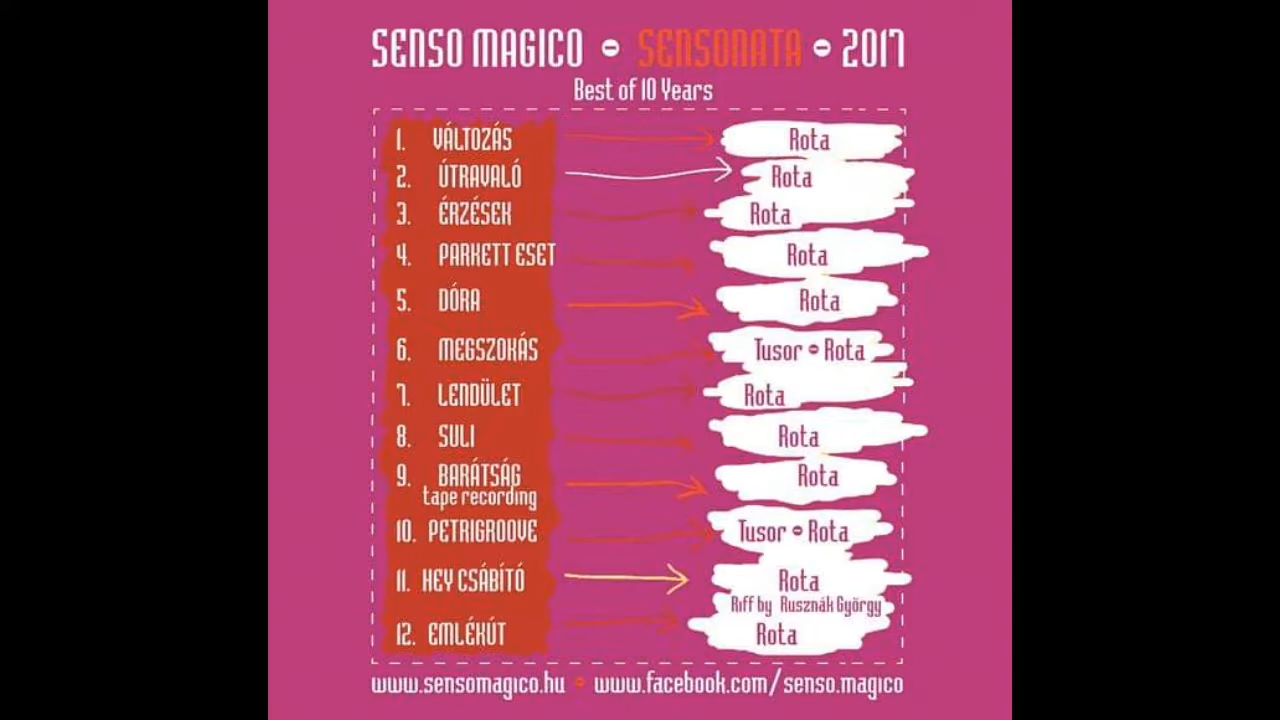 SENSO MAGICO • SENSONATA • 2017
Best of 10 Years
1. VÁLTOZÁS Rota
2. ÚTRAVALÓ Rota
3. ÉRZÉSEK Rota
4. PARKETT ESET Rota
5. DÓRA Rota
6. MEGSZOKÁS Tusor • Rota
7. LENDÜLET Rota
8. SULI Rota
9. BARÁTSÁG Rota
tape recording
10. PETRIGROOVE Tusor • Rota
11. HEY CSÁBÍTÓ Rota
Riff by Rusznák György
12. EMLÉKÚT Rota
www.sensomagico.hu • www.facebook.com/senso.magico